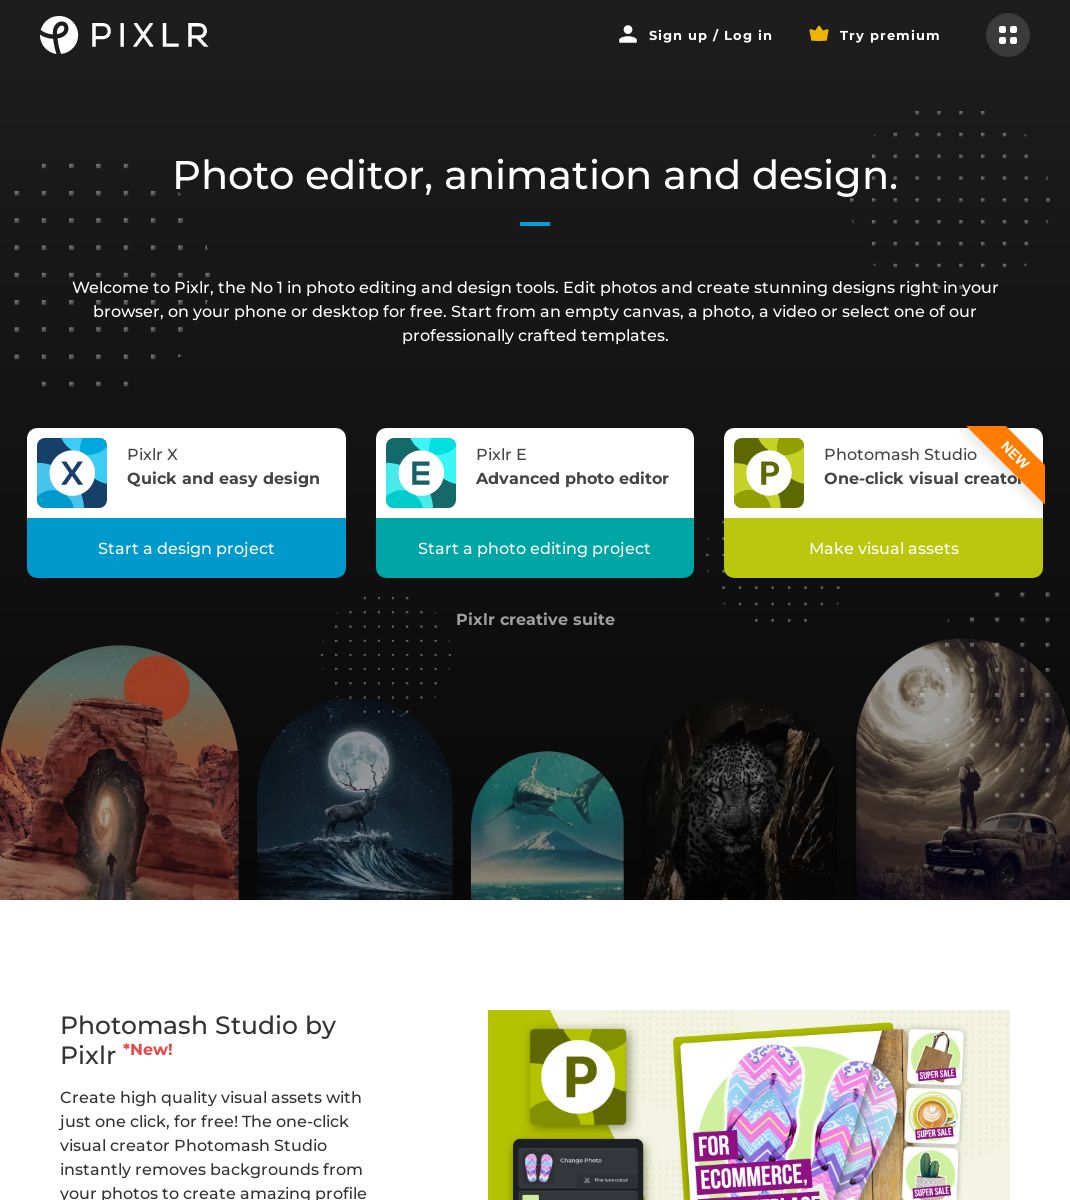 PIXLR
Sign up / Log in
Try premium
Photo editor, animation and design.
Welcome to Pixlr, the No 1 in photo editing and design tools. Edit photos and create stunning designs right in your
browser, on your phone or desktop for free. Start from an empty canvas, a photo, a video or select one of our
professionally crafted templates.
X
Pixlr X
Quick and easy design
Start a design project
E
Pixlr E
Advanced photo editor
Start a photo editing project
P
Photomash Studio
One-click visual creator
NEW
Make visual assets
Pixlr creative suite
Photomash Studio by
Pixlr *New!
Create high quality visual assets with
just one click, for free! The one-click
visual creator Photomash Studio
instantly removes backgrounds from
your photos to create amazing profile
P
Change Photo
Fine tune cutout
FOR
ECOMMERCE,
SUPER SALE
SUPER SALE
SUPER SALE